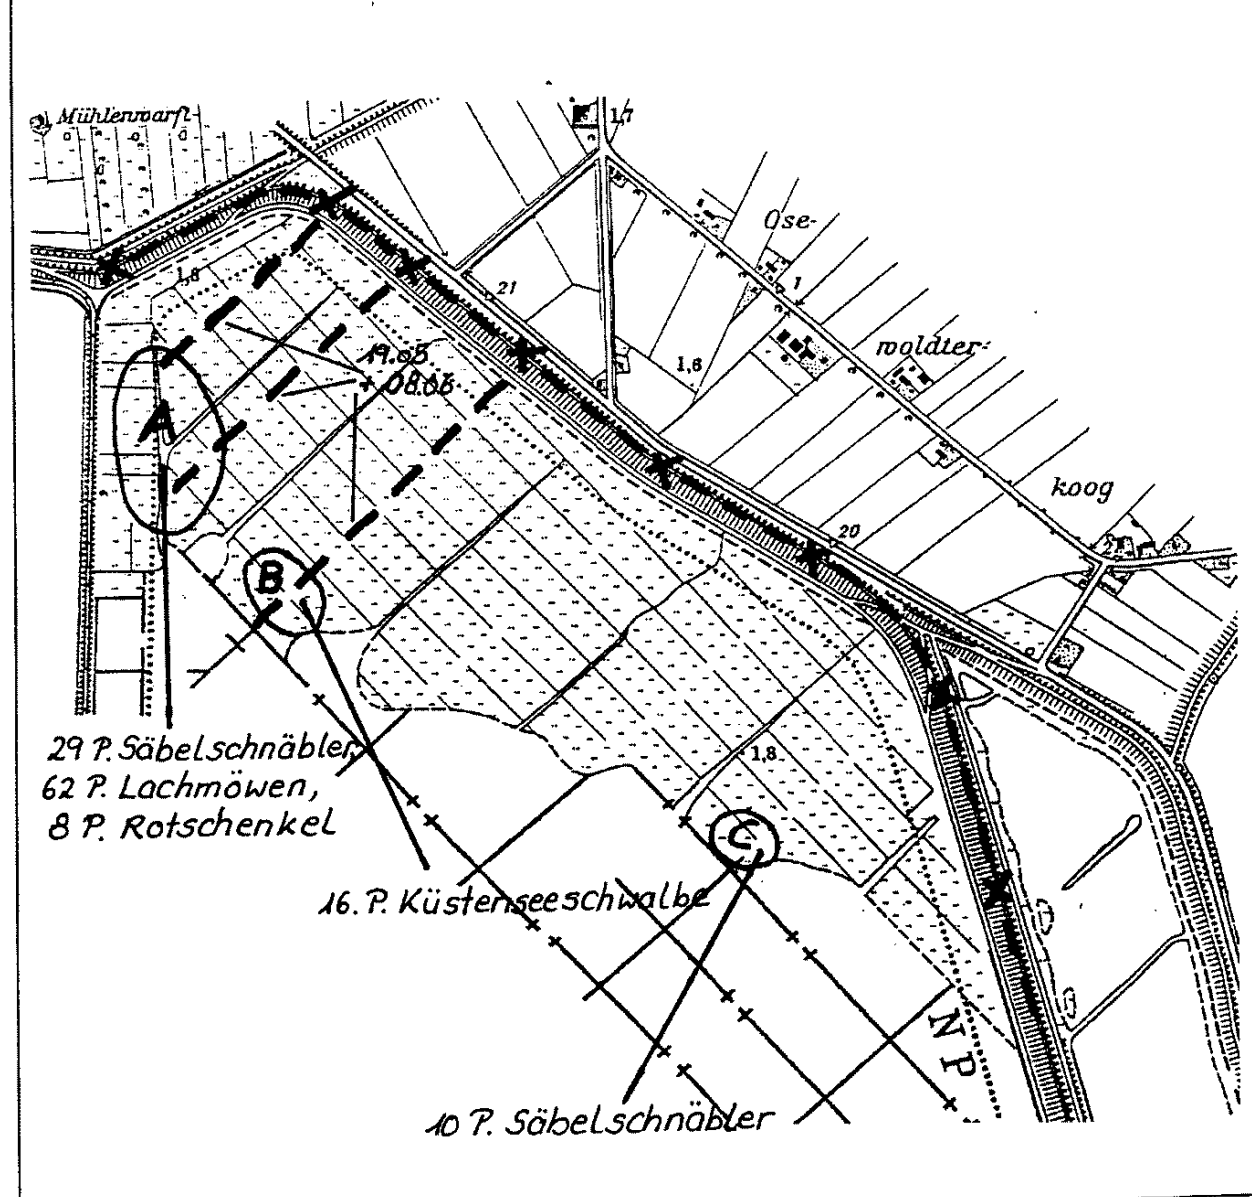 Mühlenwarft
1,7
Ose-
1,8
21
1
woldter-
19.05
1,6
+ 08.06
A
koog
20
B
29 P. Säbelschnäbler,
1,8
62 P. Lachmöwen,
8 P. Rotschenkel
C
16. P. Küstenseeschwalbe
NP
10 P. Säbelschnäbler